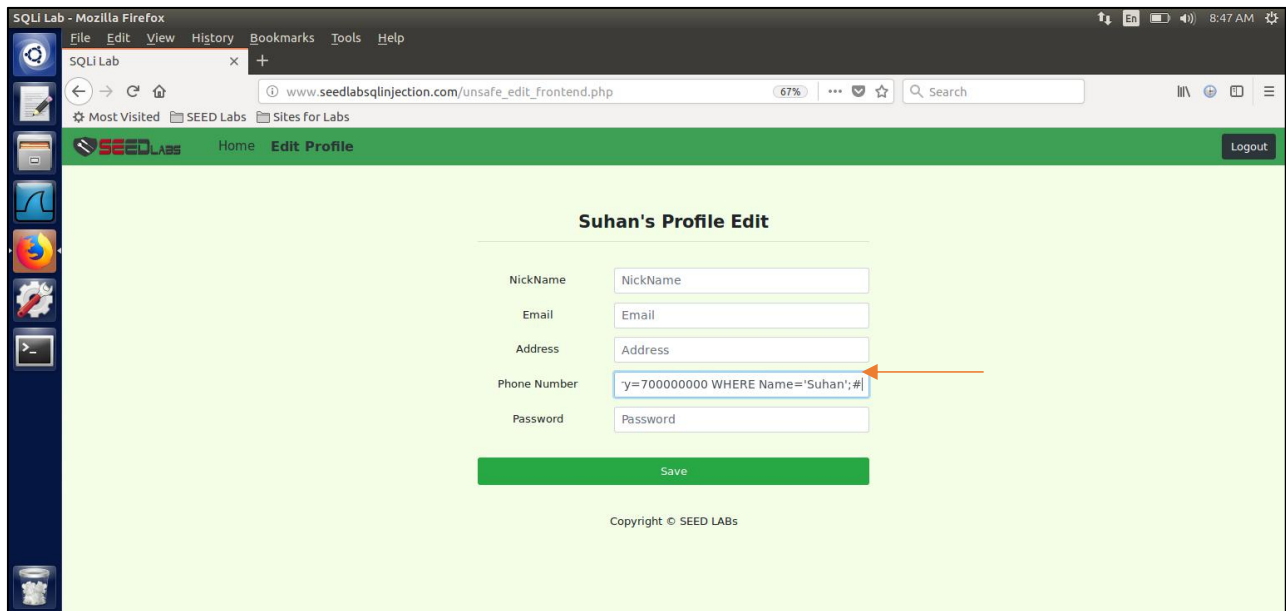 SQLi Lab - Mozilla Firefox
En 8:47 AM
File Edit View History Bookmarks Tools Help
SQLi Lab
www.seedlabsqlinjection.com/unsafe_edit_frontend.php 67% Search
Most Visited SEED Labs Sites for Labs
SEEDLABS Home Edit Profile Logout
Suhan's Profile Edit
NickName NickName
Email Email
Address Address
Phone Number y=700000000 WHERE Name='Suhan';#
Password Password
Save
Copyright © SEED LABs